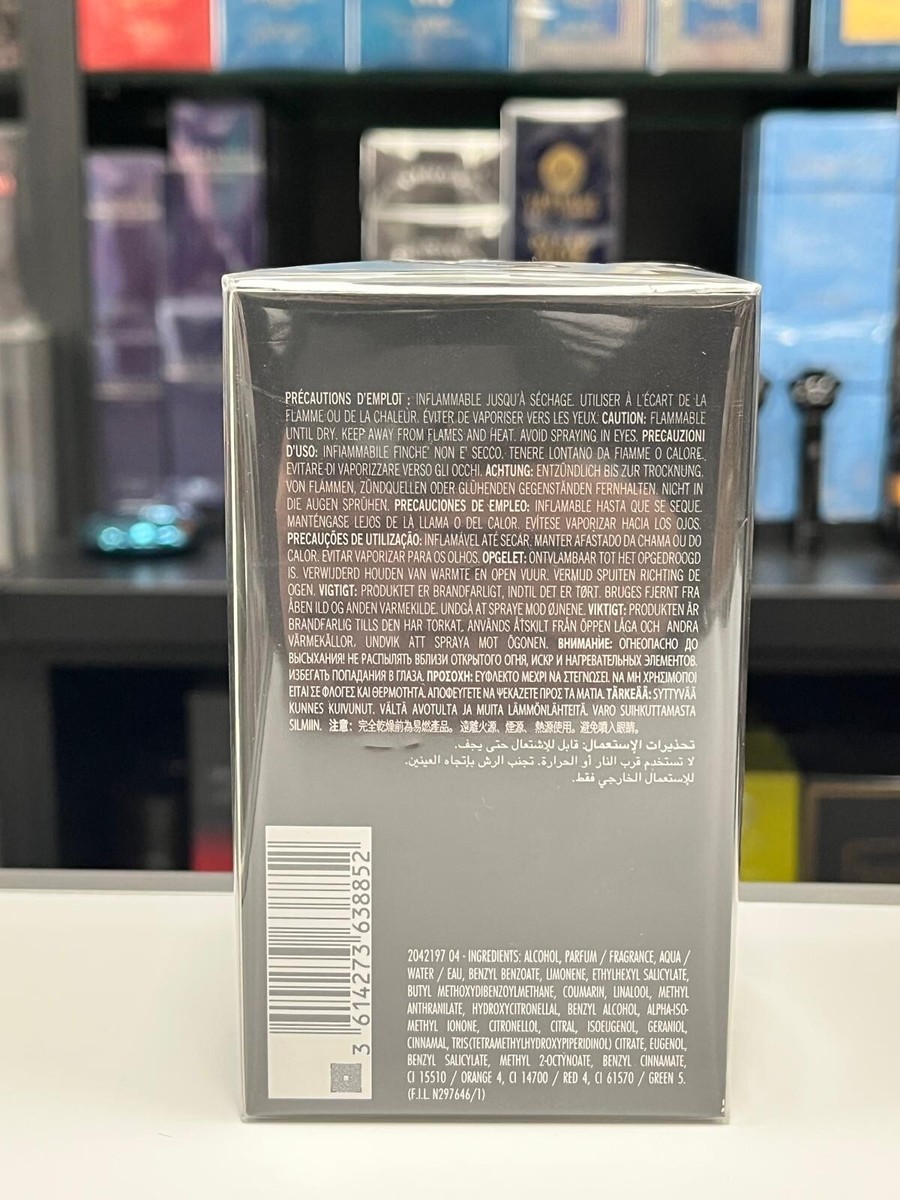 PRÉCAUTIONS D'EMPLOI : INFLAMMABLE JUSQU'À SÉCHAGE. UTILISER À L'ÉCART DE LA
FLAMME OU DE LA CHALEUR. ÉVITER DE VAPORISER VERS LES YEUX. CAUTION: FLAMMABLE
UNTIL DRY. KEEP AWAY FROM FLAMES AND HEAT. AVOID SPRAYING IN EYES. PRECAUZIONI
D'USO: INFIAMMABILE FINCHE' NON E' SECCO. TENERE LONTANO DA FIAMME O CALORE.
EVITARE DI VAPORIZZARE VERSO GLI OCCHI. ACHTUNG: ENTZÜNDLICH BIS ZUR TROCKNUNG.
VON FLAMMEN, ZÜNDQUELLEN ODER GLÜHENDEN GEGENSTÄNDEN FERNHALTEN. NICHT IN
DIE AUGEN SPRÜHEN. PRECAUCIONES DE EMPLEO: INFLAMABLE HASTA QUE SE SEQUE.
MANTÉNGASE LEJOS DE LA LLAMA O DEL CALOR. EVÍTESE VAPORIZAR HACIA LOS OJOS.
PRECAUÇÕES DE UTILIZAÇÃO: INFLAMÁVEL ATÉ SECAR. MANTER AFASTADO DA CHAMA OU DO
CALOR. EVITAR VAPORIZAR PARA OS OLHOS. OPGELET: ONTVLAMBAAR TOT HET OPGEDROOGD
IS. VERWIJDERD HOUDEN VAN WARMTE EN OPEN VUUR. VERMIJD SPUITEN RICHTING DE
OGEN. VIGTIGT: PRODUKTET ER BRANDFARLIGT, INDTIL DET ER TØRT. BRUGES FJERNT FRA
ÅBEN ILD OG ANDEN VARMEKILDE. UNDGÅ AT SPRAYE MOD ØJNENE. VIKTIGT: PRODUKTEN ÄR
BRANDFARLIG TILLS DEN HAR TORKAT. ANVÄNDS ÅTSKILT FRÅN ÖPPEN LÅGA OCH ANDRA
VÄRMEKÄLLOR. UNDVIK ATT SPRAYA MOT ÖGONEN. ВНИМАНИЕ: ОГНЕОПАСНО ДО
ВЫСЫХАНИЯ! НЕ РАСПЫЛЯТЬ ВБЛИЗИ ОТКРЫТОГО ОГНЯ, ИСКР И НАГРЕВАТЕЛЬНЫХ ЭЛЕМЕНТОВ.
ИЗБЕГАТЬ ПОПАДАНИЯ В ГЛАЗА. ΠΡΟΣΟΧΗ: ΕΥΦΛΕΚΤΟ ΜΕΧΡΙ ΝΑ ΣΤΕΓΝΩΣΕΙ. ΝΑ ΜΗ ΧΡΗΣΙΜΟΠΟΙ
ΕΙΤΑΙ ΣΕ ΦΛΟΓΕΣ ΚΑΙ ΘΕΡΜΟΤΗΤΑ. ΑΠΟΦΕΥΓΕΤΕ ΝΑ ΨΕΚΑΖΕΤΕ ΠΡΟΣ ΤΑ ΜΑΤΙΑ. TÄRKEÄÄ: SYTTYVÄÄ
KUNNES KUIVUNUT. VÄLTÄ AVOTULTA JA MUITA LÄMMÖNLÄHTEITÄ. VARO SUIHKUTTAMASTA
SILMIIN. 注意: 完全乾燥前為易燃產品。遠離火源、煙源、熱源使用。避免噴入眼睛。
تحذيرات الإستعمال: قابل للإشتعال حتى يجف.
لا تستخدم قرب النار أو الحرارة. تجنب الرش بإتجاه العينين.
للإستعمال الخارجي فقط.
3 614273 638852
2042197 04 - INGREDIENTS: ALCOHOL, PARFUM / FRAGRANCE, AQUA /
WATER / EAU, BENZYL BENZOATE, LIMONENE, ETHYLHEXYL SALICYLATE,
BUTYL METHOXYDIBENZOYLMETHANE, COUMARIN, LINALOOL, METHYL
ANTHRANILATE, HYDROXYCITRONELLAL, BENZYL ALCOHOL, ALPHA-ISO-
METHYL IONONE, CITRONELLOL, CITRAL, ISOEUGENOL, GERANIOL,
CINNAMAL, TRIS(TETRAMETHYLHYDROXYPIPERIDINOL) CITRATE, EUGENOL,
BENZYL SALICYLATE, METHYL 2-OCTYNOATE, BENZYL CINNAMATE,
CI 15510 / ORANGE 4, CI 14700 / RED 4, CI 61570 / GREEN 5.
(F.I.L. N297646/1)